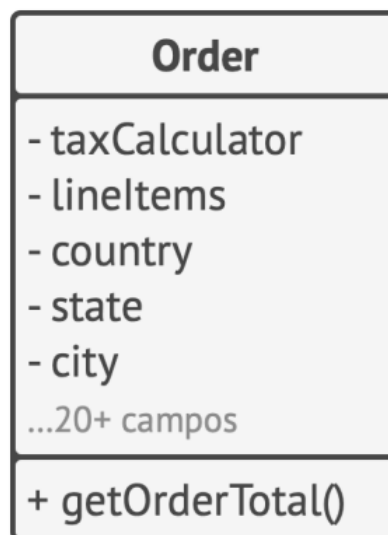 Order
- taxCalculator
- lineItems
- country
- state
- city
...20+ campos
+ getOrderTotal()